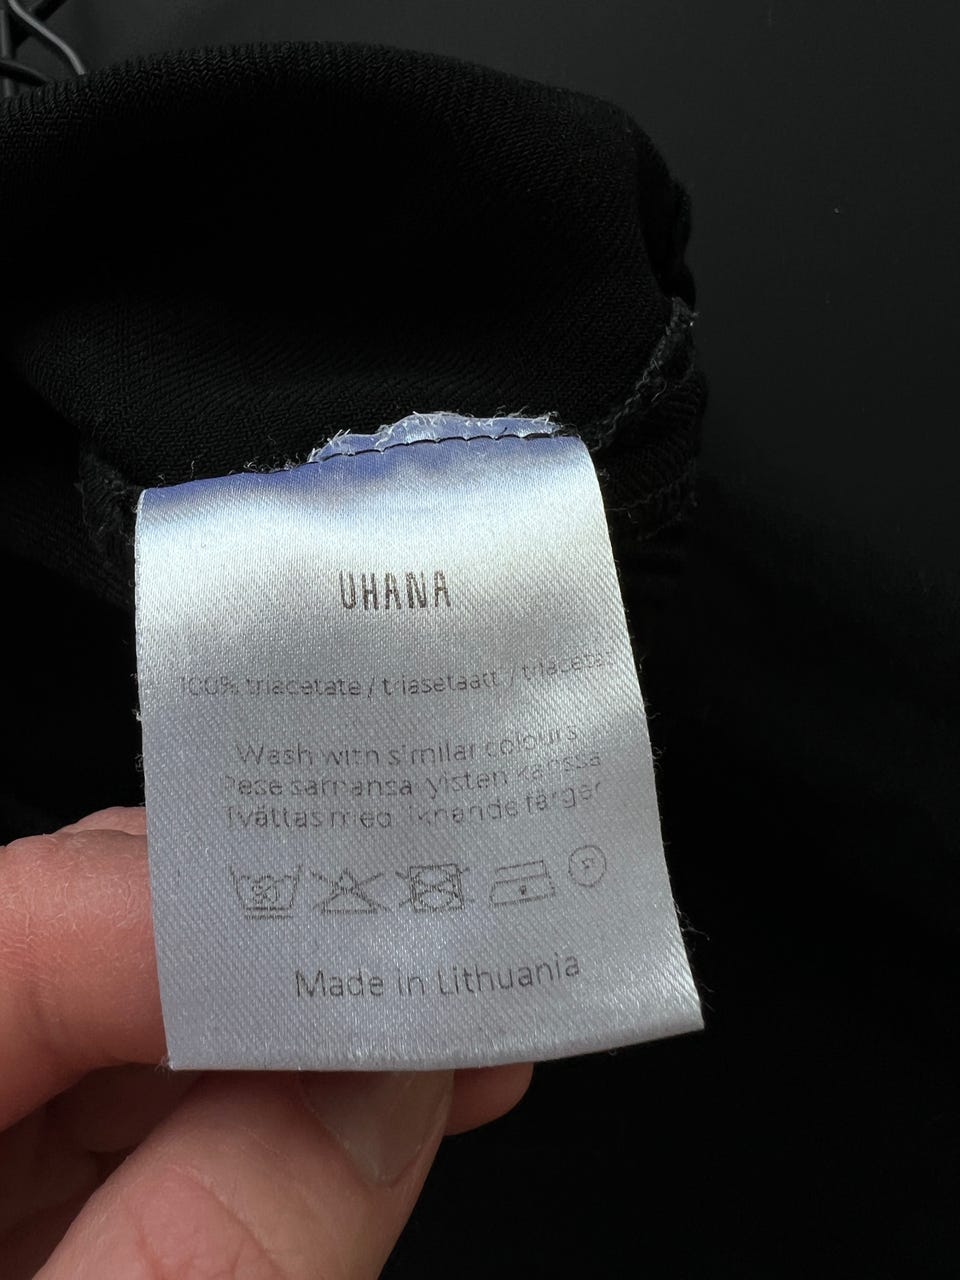 UHANA
100% triacetate / triasetaatti / triacetat
Wash with similar colours
Pese samansävyisten kanssa
Tvättas med liknande färger
30
P
Made in Lithuania